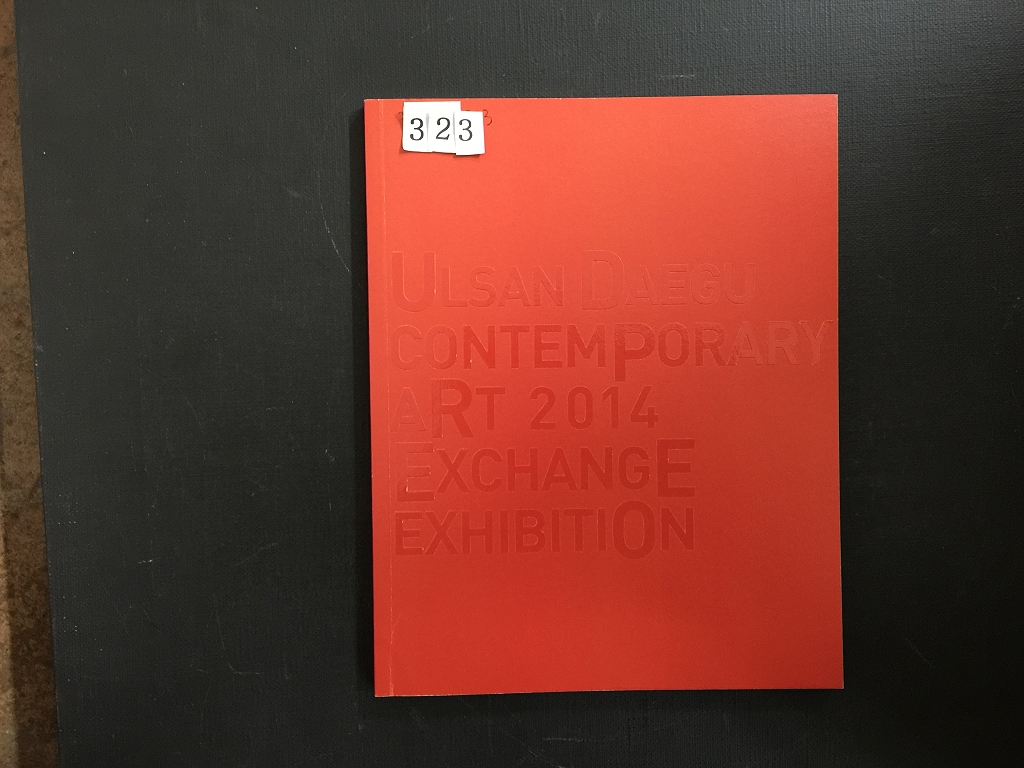 323
ULSAN DAEGU
CONTEMPORARY
ART 2014
EXCHANGE
EXHIBITION